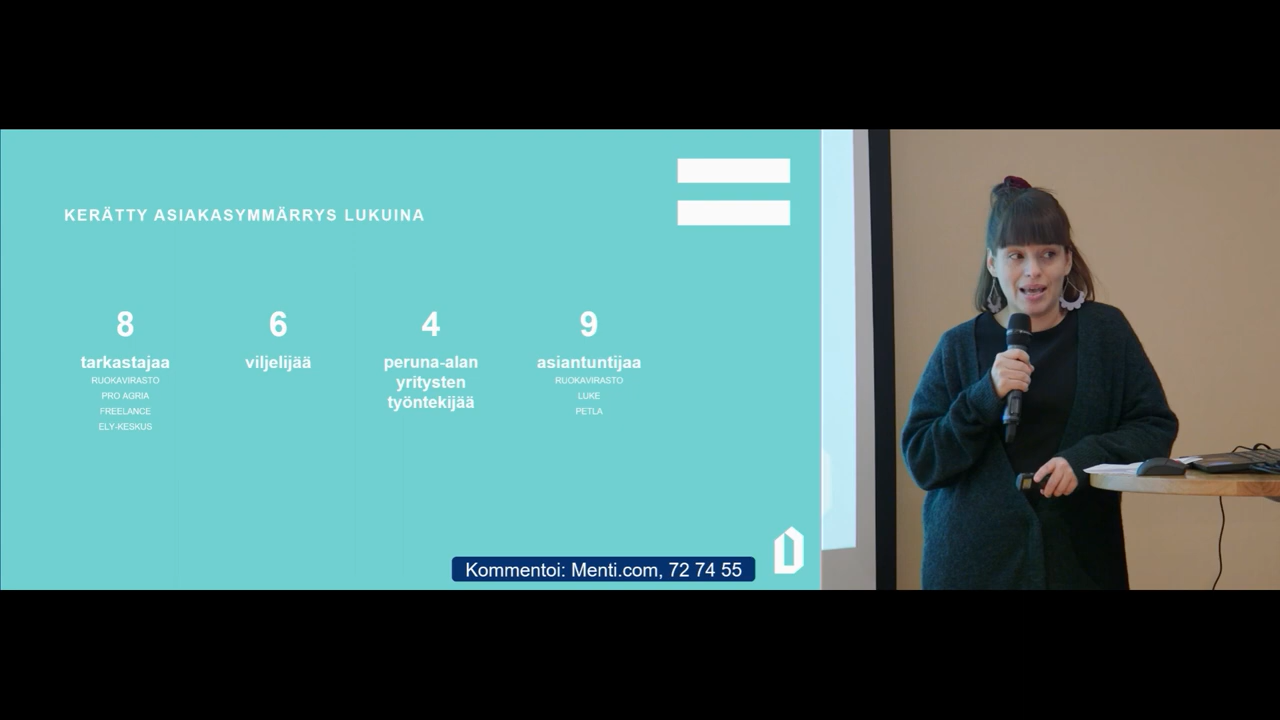 KERÄTTY ASIAKASYMMÄRRYS LUKUINA
8
tarkastajaa
RUOKAVIRASTO
PRO AGRIA
FREELANCE
ELY-KESKUS
6
viljelijää
4
peruna-alan
yritysten
työntekijää
9
asiantuntijaa
RUOKAVIRASTO
LUKE
PETLA
Kommentoi: Menti.com, 72 74 55